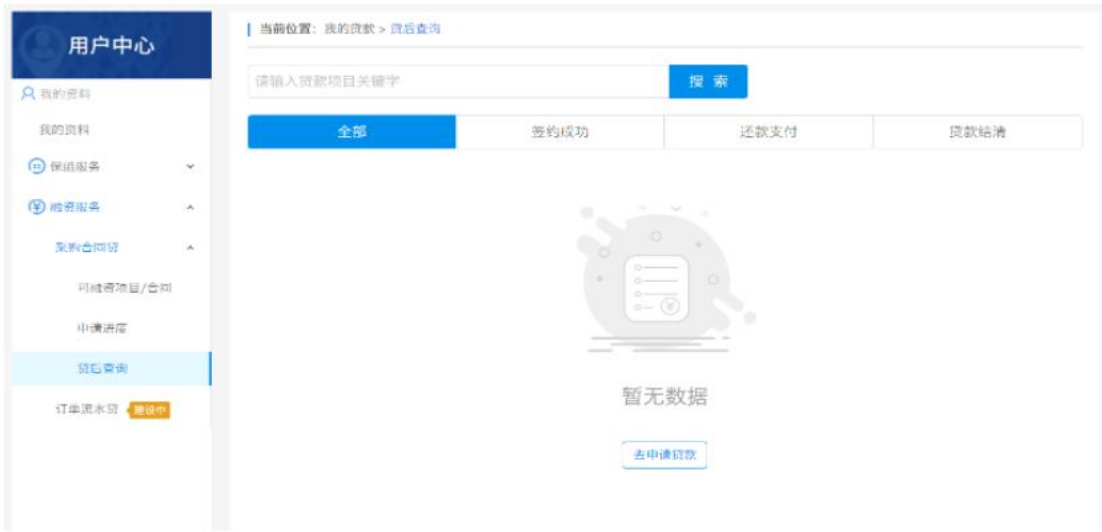 用户中心
我的资料
我的资料
保函服务
融资服务
采购合同贷
可融资项目/合同
申请进度
贷后查询
订单流水贷 建设中
当前位置：我的贷款 > 贷后查询
请输入贷款项目关键字
搜 索
全部 签约成功 还款支付 贷款结清
暂无数据
去申请贷款